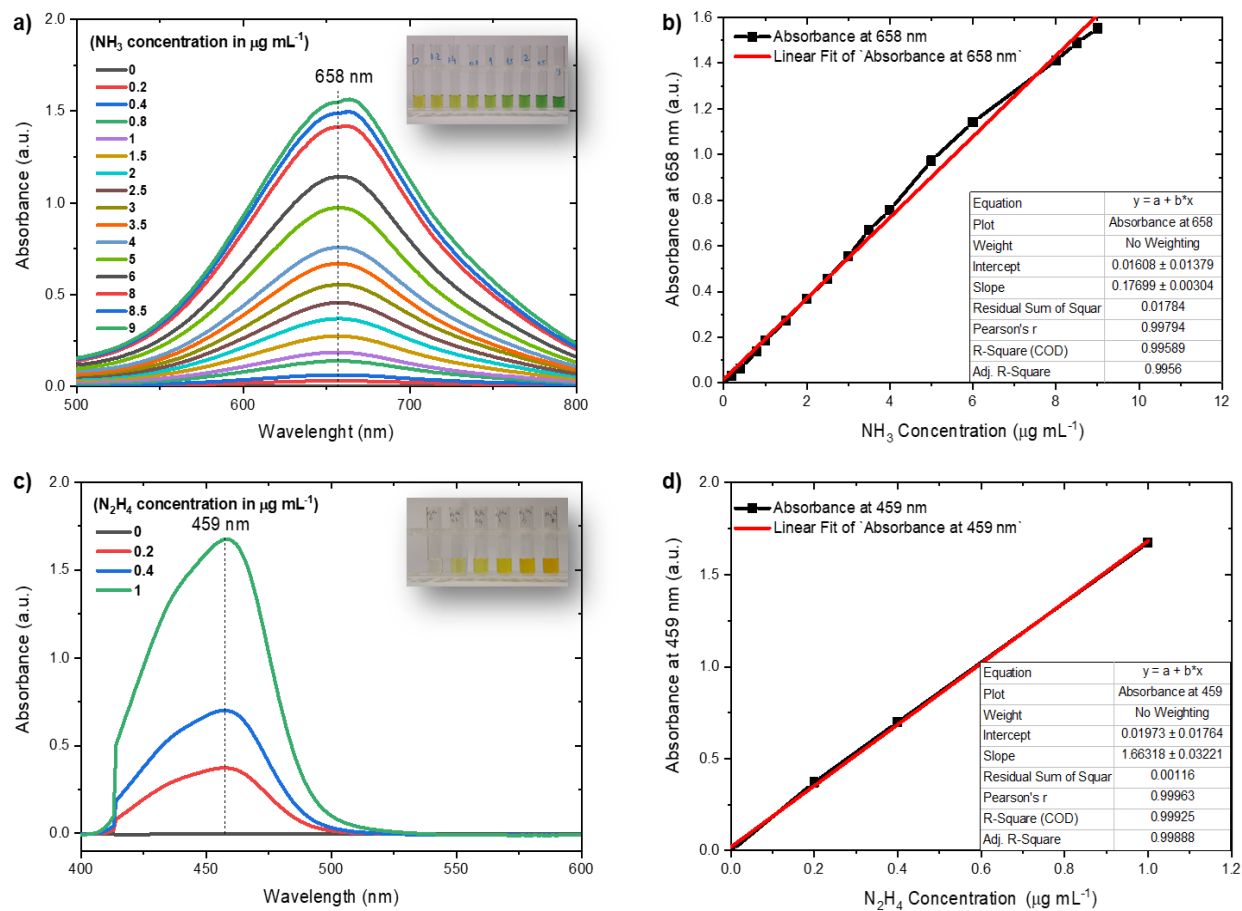 a)
(NH₃ concentration in μg mL⁻¹)
0
0.2
0.4
0.8
1
1.5
2
2.5
3
3.5
4
5
6
8
8.5
9
658 nm
2.0
1.5
1.0
0.5
0.0
500 600 700 800
Absorbance (a.u.)
Wavelenght (nm)
b)
Absorbance at 658 nm
Linear Fit of `Absorbance at 658 nm`
1.6
1.4
1.2
1.0
0.8
0.6
0.4
0.2
0.0
0 2 4 6 8 10 12
Absorbance at 658 nm (a.u.)
NH₃ Concentration (μg mL⁻¹)
Equation y = a + b*x
Plot Absorbance at 658
Weight No Weighting
Intercept 0.01608 ± 0.01379
Slope 0.17699 ± 0.00304
Residual Sum of Squar 0.01784
Pearson's r 0.99794
R-Square (COD) 0.99589
Adj. R-Square 0.9956
c)
(N₂H₄ concentration in μg mL⁻¹)
0
0.2
0.4
1
459 nm
2.0
1.5
1.0
0.5
0.0
400 450 500 550 600
Absorbance (a.u.)
Wavelength (nm)
d)
Absorbance at 459 nm
Linear Fit of `Absorbance at 459 nm`
2.0
1.5
1.0
0.5
0.0
0.0 0.2 0.4 0.6 0.8 1.0 1.2
Absorbance at 459 nm (a.u.)
N₂H₄ Concentration (μg mL⁻¹)
Equation y = a + b*x
Plot Absorbance at 459
Weight No Weighting
Intercept 0.01973 ± 0.01764
Slope 1.66318 ± 0.03221
Residual Sum of Squar 0.00116
Pearson's r 0.99963
R-Square (COD) 0.99925
Adj. R-Square 0.99888